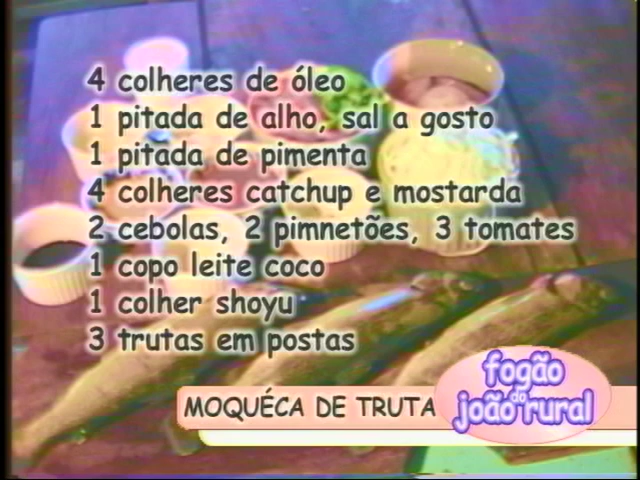 4 colheres de óleo
1 pitada de alho, sal a gosto
1 pitada de pimenta
4 colheres catchup e mostarda
2 cebolas, 2 pimnetões, 3 tomates
1 copo leite coco
1 colher shoyu
3 trutas em postas
MOQUÉCA DE TRUTA
fogão
do
joão rural